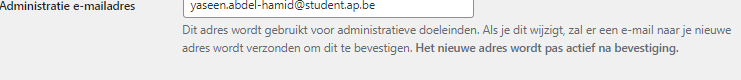 Administratie e-mailadres
yaseen.abdel-hamid@student.ap.be
Dit adres wordt gebruikt voor administratieve doeleinden. Als je dit wijzigt, zal er een e-mail naar je nieuwe
adres wordt verzonden om dit te bevestigen. Het nieuwe adres wordt pas actief na bevestiging.